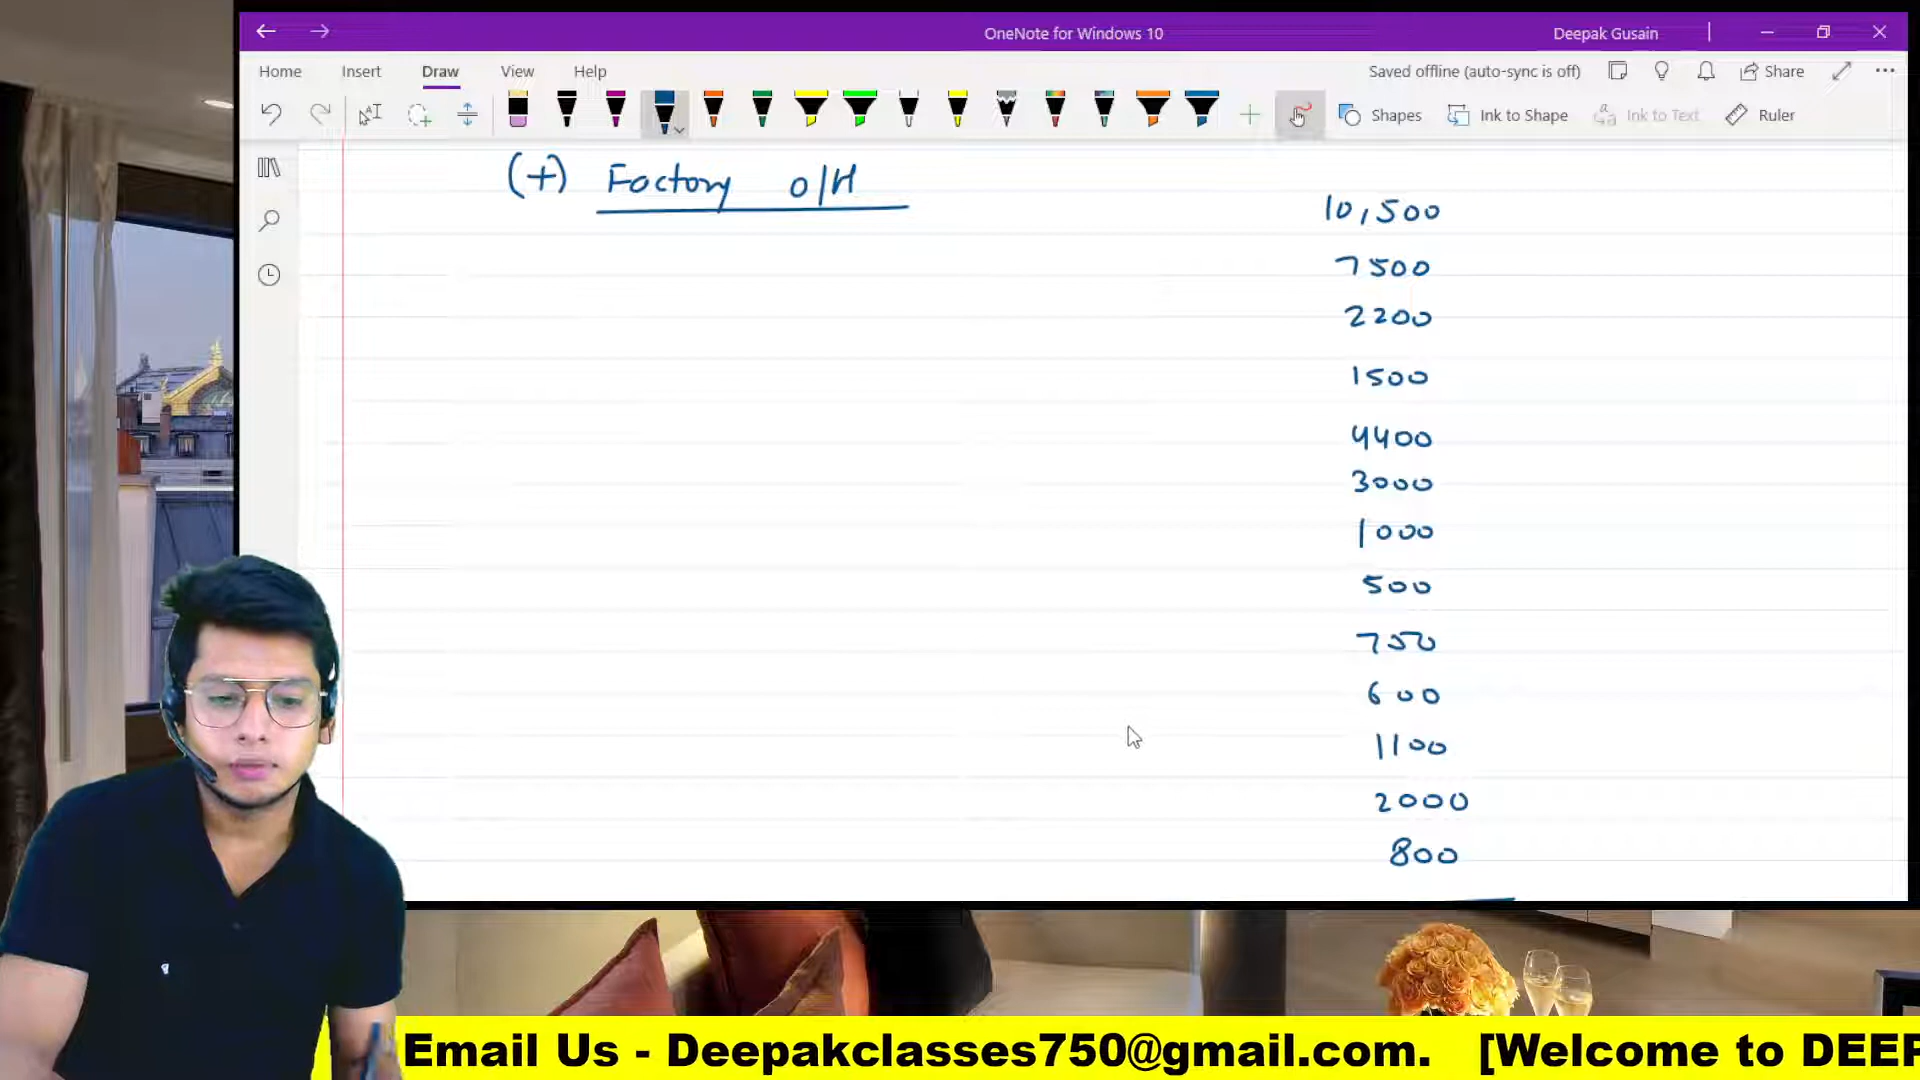 OneNote for Windows 10
Deepak Gusain
Home Insert Draw View Help
Saved offline (auto-sync is off)
Share
Shapes
Ink to Shape
Ink to Text
Ruler
(+) Factory O/H
10,500
7500
2200
1500
4400
3000
1000
500
750
600
1100
2000
800
Email Us - Deepakclasses750@gmail.com. [Welcome to DEEP